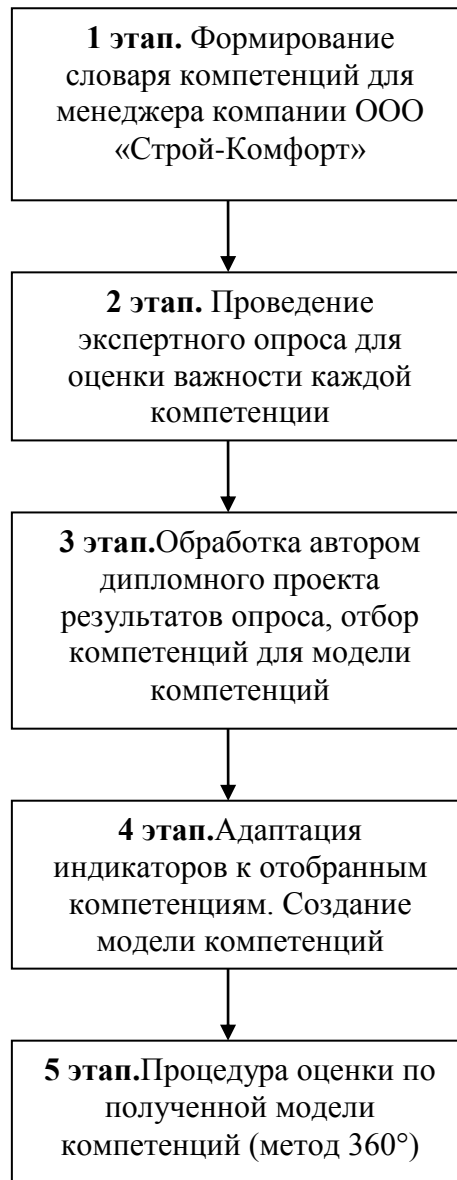 1 этап. Формирование
словаря компетенций для
менеджера компании ООО
«Строй-Комфорт»
2 этап. Проведение
экспертного опроса для
оценки важности каждой
компетенции
3 этап.Обработка автором
дипломного проекта
результатов опроса, отбор
компетенций для модели
компетенций
4 этап.Адаптация
индикаторов к отобранным
компетенциям. Создание
модели компетенций
5 этап.Процедура оценки по
полученной модели
компетенций (метод 360°)